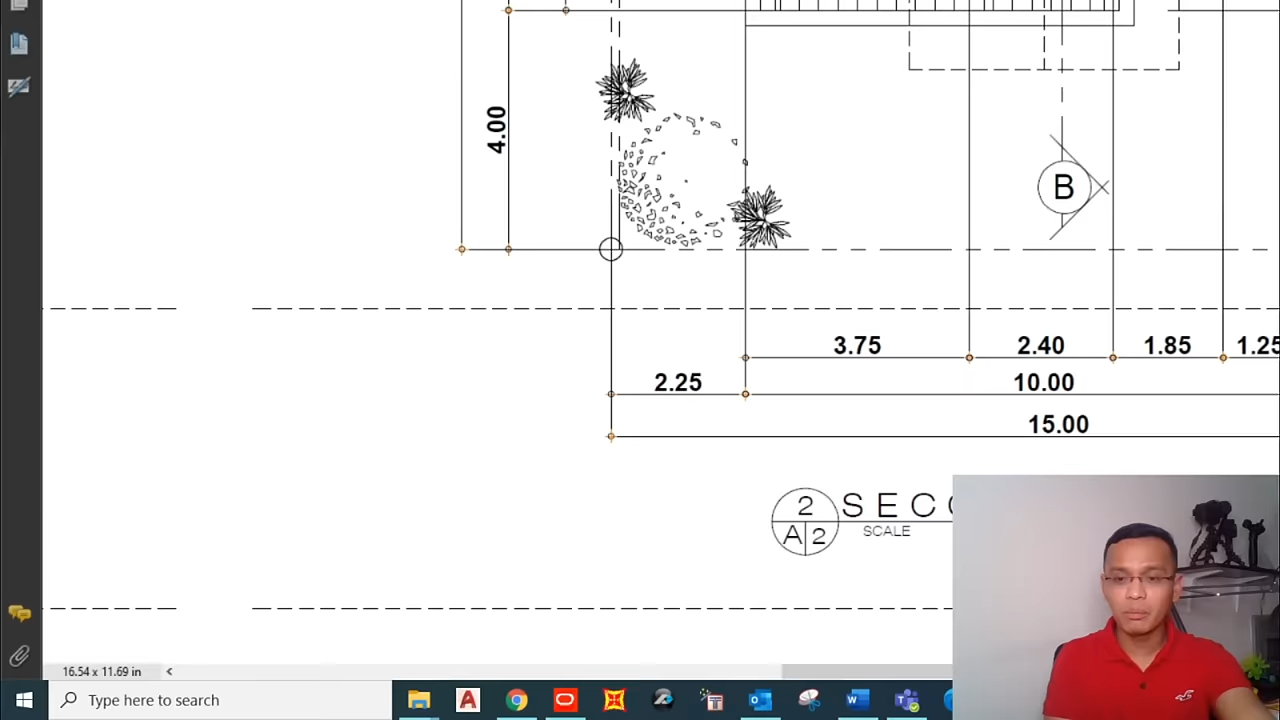 4.00
B
3.75 2.40 1.85 1.25
2.25 10.00
15.00
2 SEC
A 2 SCALE
16.54 x 11.69 in
Type here to search